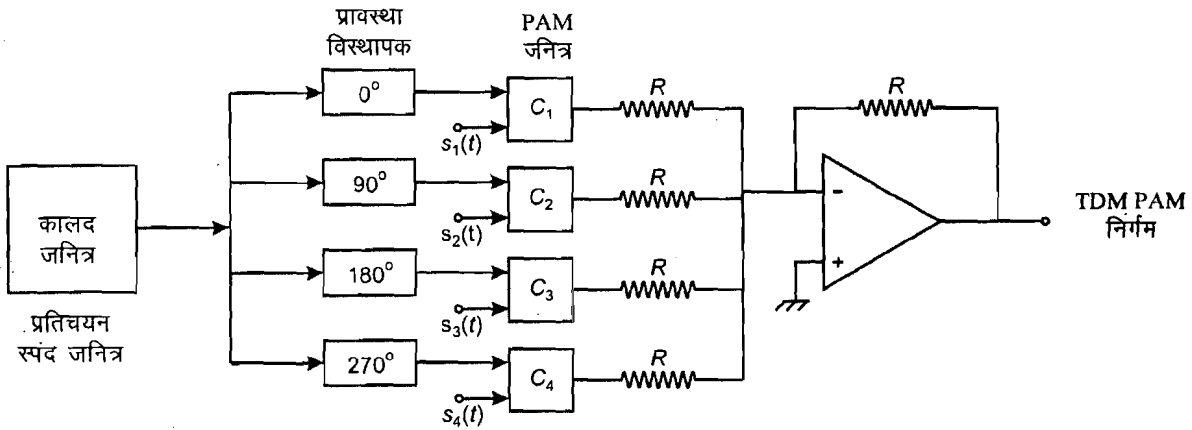 प्रावस्था
विस्थापक
PAM
जनित्र
0°
C1
R
R
s1(t)
90°
C2
R
s2(t)
कालद
जनित्र
TDM PAM
निर्गम
-
+
180°
C3
R
s3(t)
प्रतिचयन
स्पंद जनित्र
270°
C4
R
s4(t)